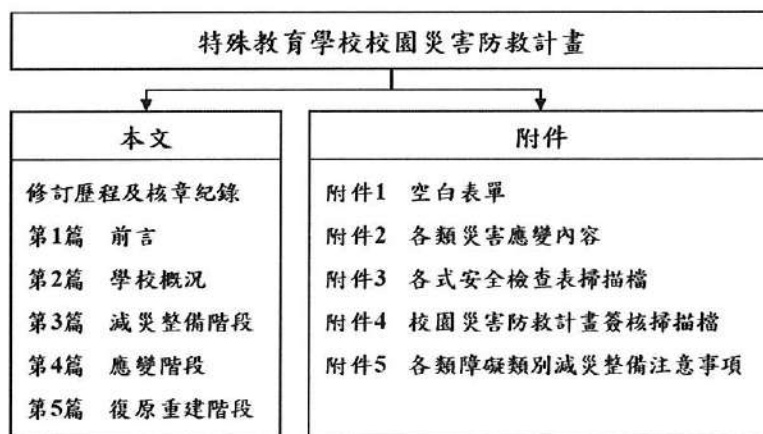 特殊教育學校校園災害防救計畫
本文
修訂歷程及核章紀錄
第1篇 前言
第2篇 學校概況
第3篇 減災整備階段
第4篇 應變階段
第5篇 復原重建階段
附件
附件1 空白表單
附件2 各類災害應變內容
附件3 各式安全檢查表掃描檔
附件4 校園災害防救計畫簽核掃描檔
附件5 各類障礙類別減災整備注意事項